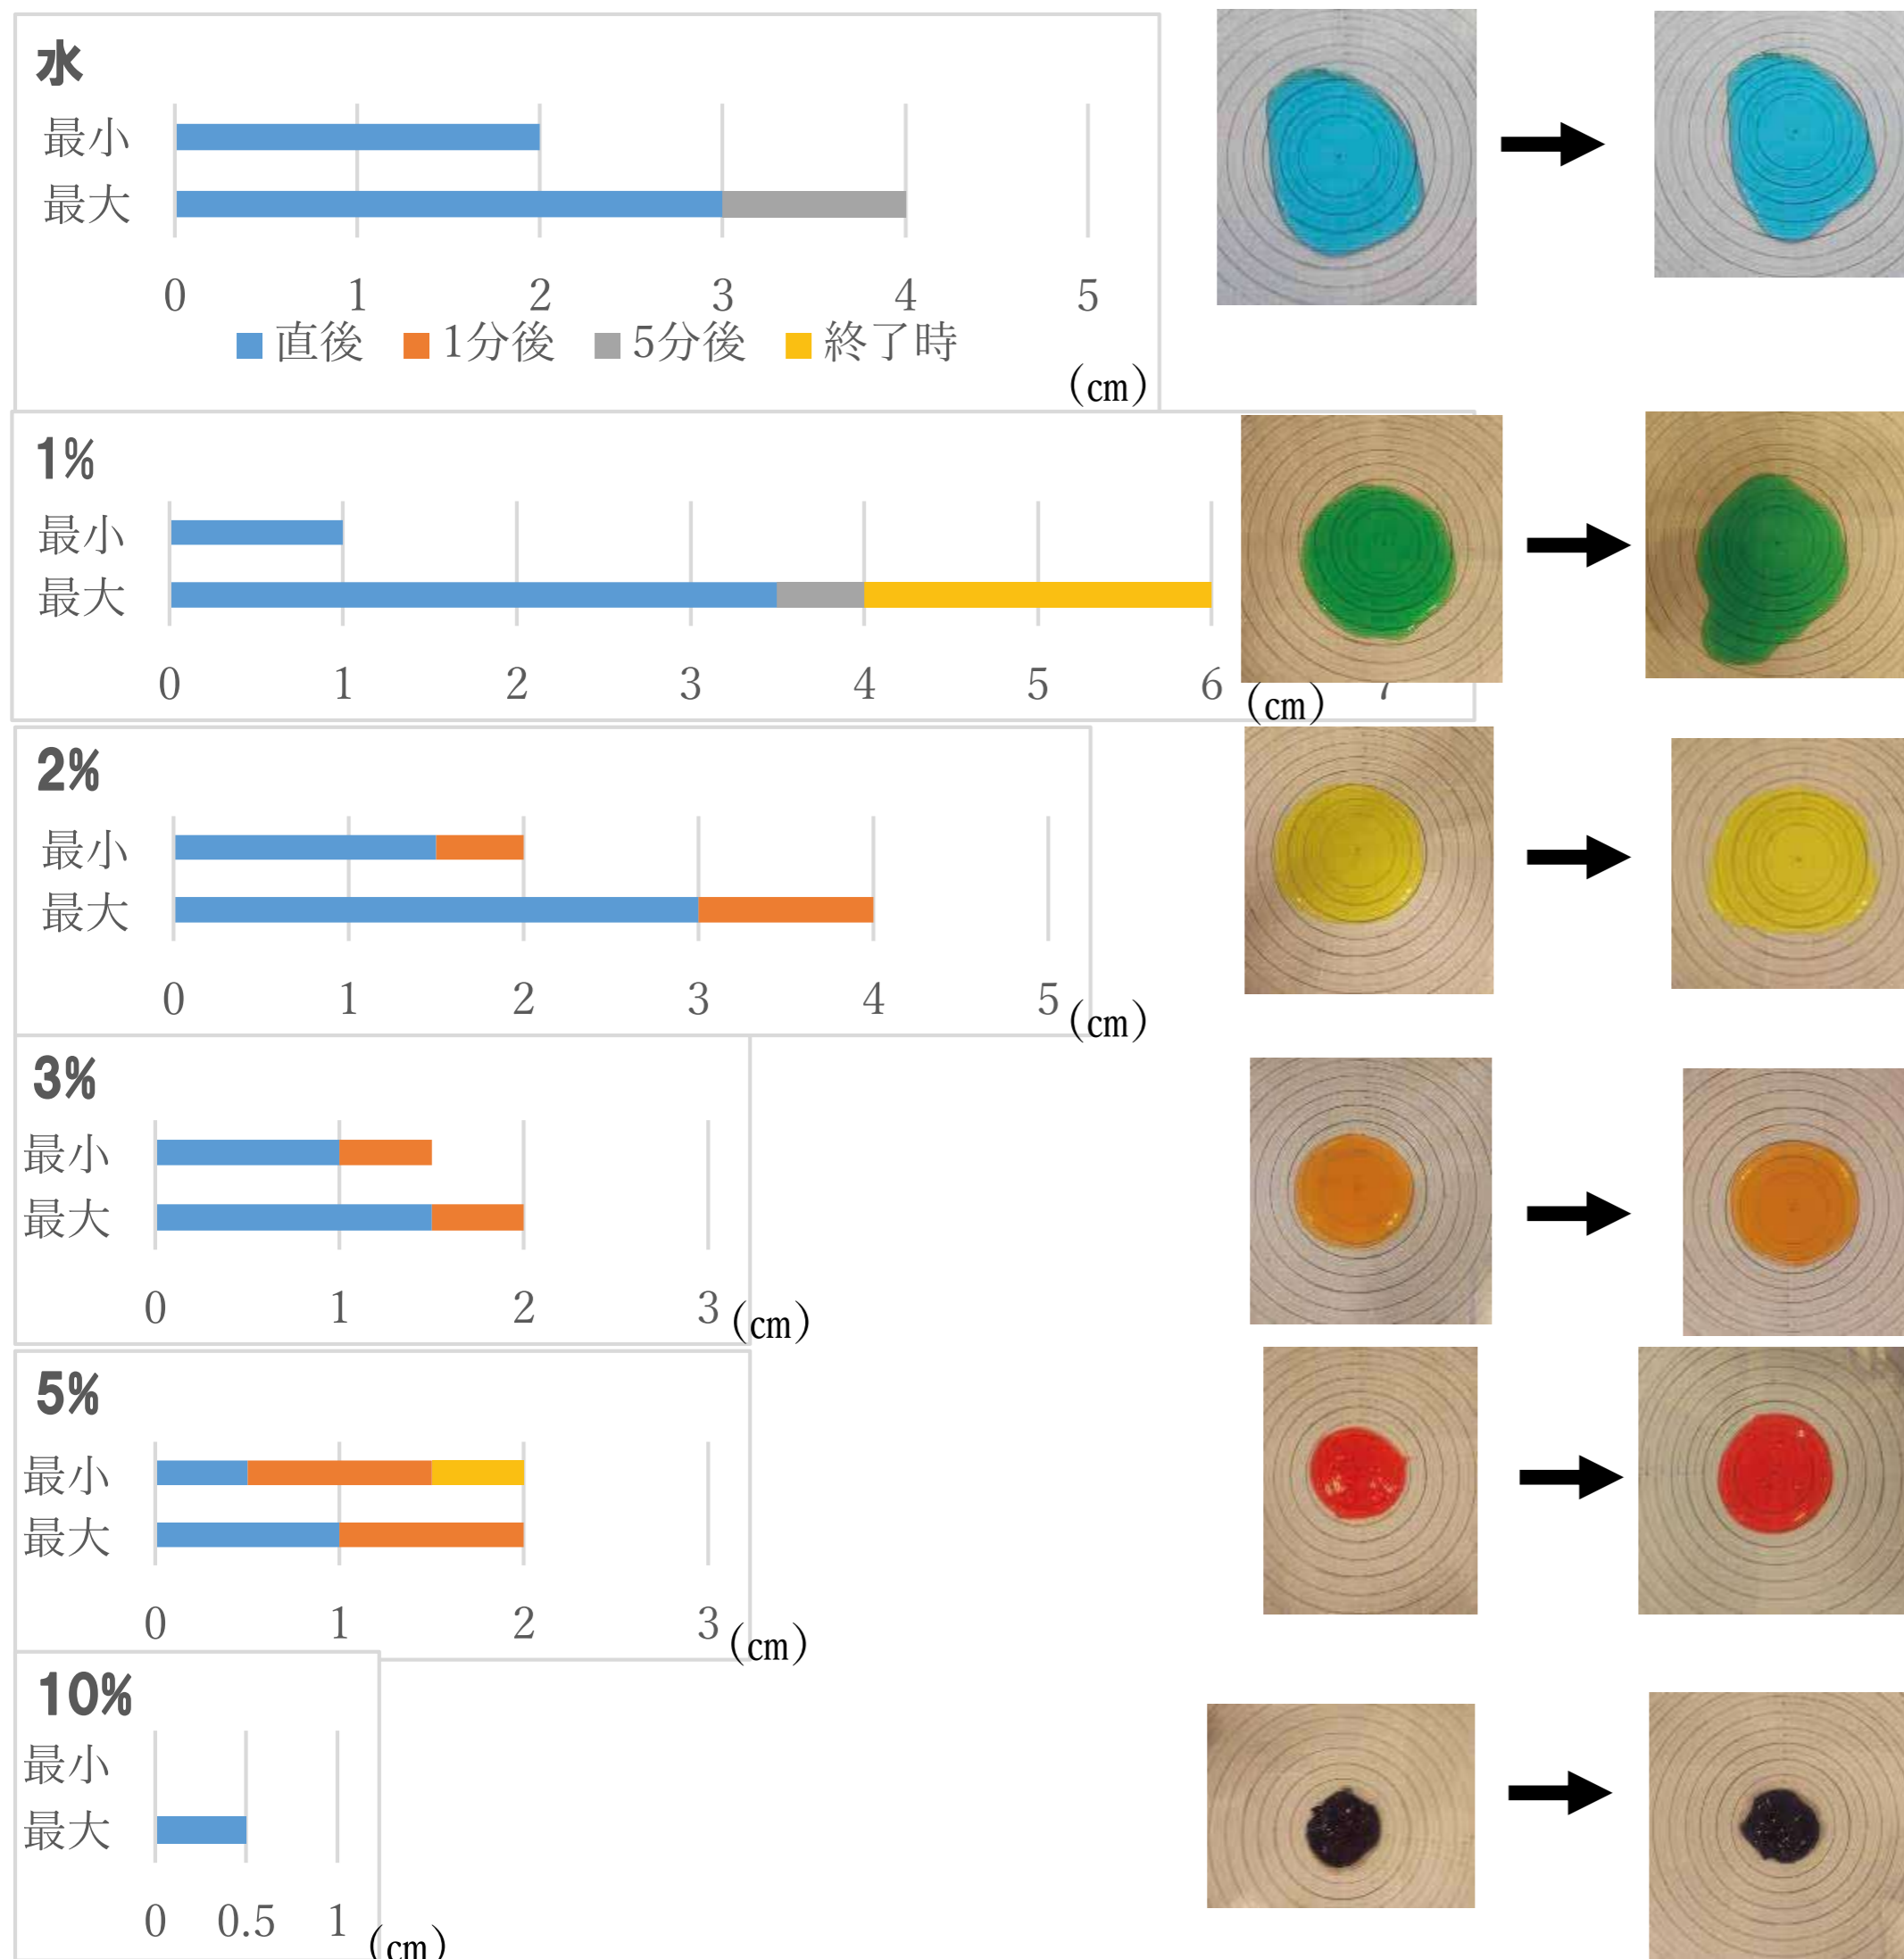 水
最小
最大
0 1 2 3 4 5
直後 1分後 5分後 終了時
(cm)
1%
最小
最大
0 1 2 3 4 5 6 7
(cm)
2%
最小
最大
0 1 2 3 4 5
(cm)
3%
最小
最大
0 1 2 3
(cm)
5%
最小
最大
0 1 2 3
(cm)
10%
最小
最大
0 0.5 1
(cm)